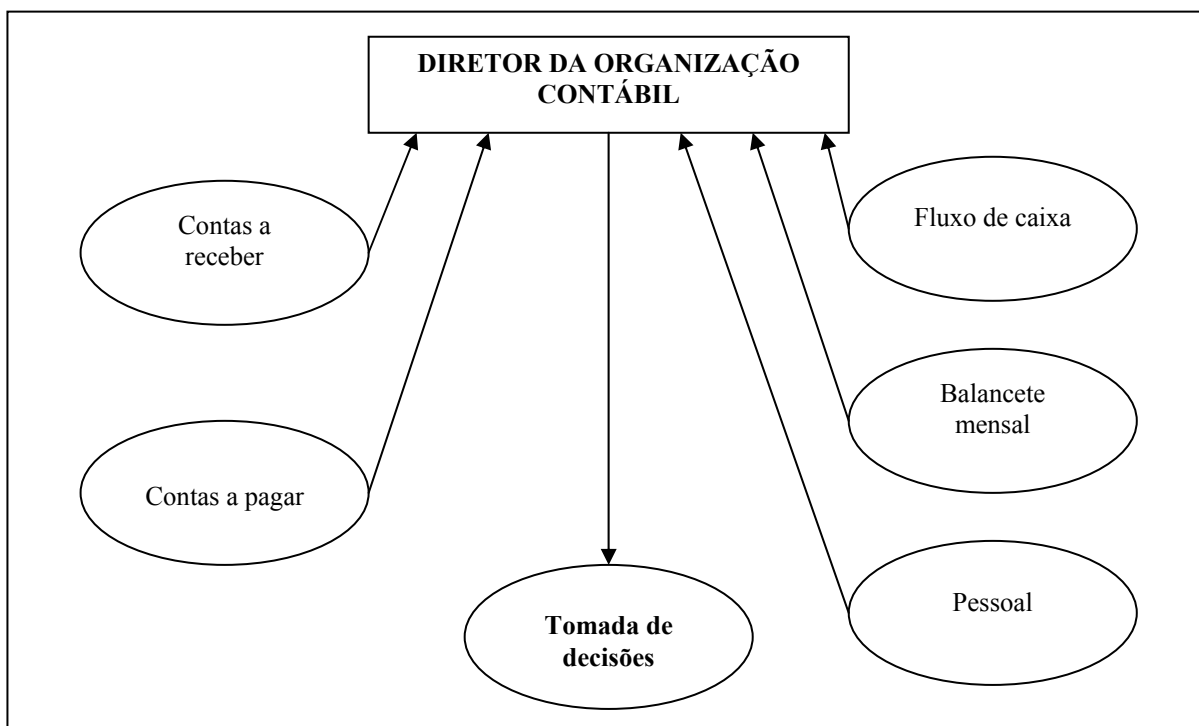 DIRETOR DA ORGANIZAÇÃO
CONTÁBIL
Contas a
receber
Fluxo de caixa
Balancete
mensal
Contas a pagar
Pessoal
Tomada de
decisões